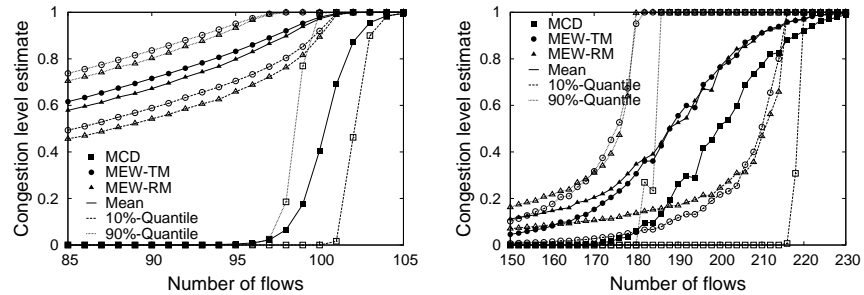 Congestion level estimate
1
0.8
0.6
0.4
0.2
0
MCD
MEW-TM
MEW-RM
Mean
10%-Quantile
90%-Quantile
85 90 95 100 105
Number of flows
Congestion level estimate
1
0.8
0.6
0.4
0.2
0
MCD
MEW-TM
MEW-RM
Mean
10%-Quantile
90%-Quantile
150 160 170 180 190 200 210 220 230
Number of flows